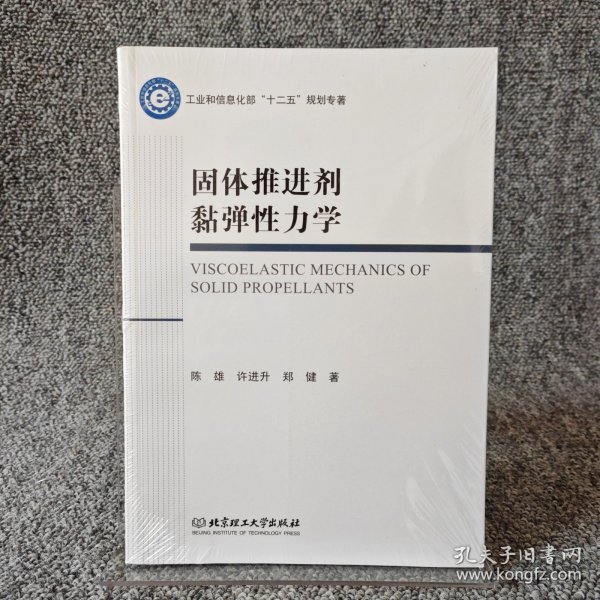 工业和信息化部“十二五”规划专著
固体推进剂
黏弹性力学
VISCOELASTIC MECHANICS OF
SOLID PROPELLANTS
陈 雄 许进升 郑 健 著
北京理工大学出版社
BEIJING INSTITUTE OF TECHNOLOGY PRESS
孔夫子旧书网
www.kongfz.com